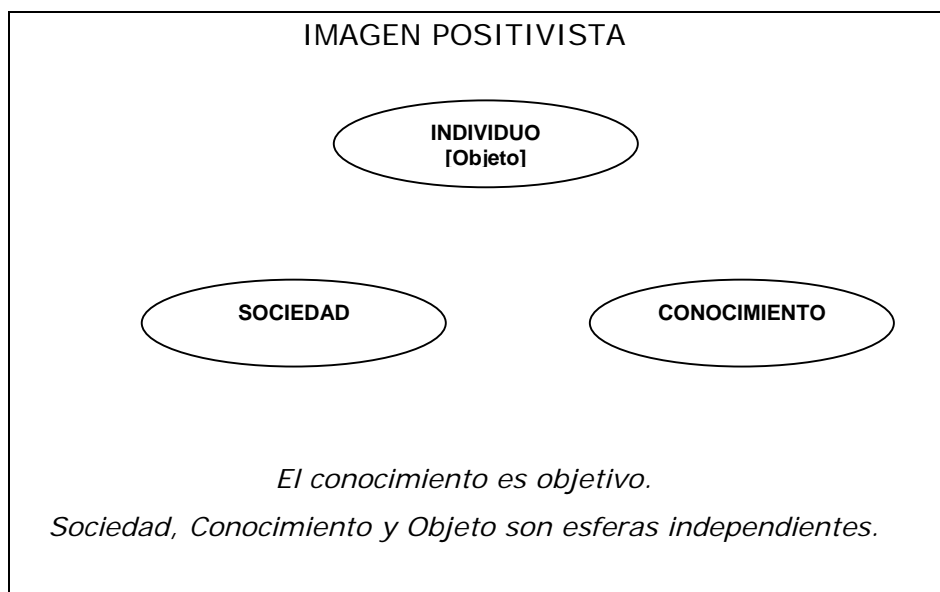 IMAGEN POSITIVISTA
INDIVIDUO
[Objeto]
SOCIEDAD
CONOCIMIENTO
El conocimiento es objetivo.
Sociedad, Conocimiento y Objeto son esferas independientes.